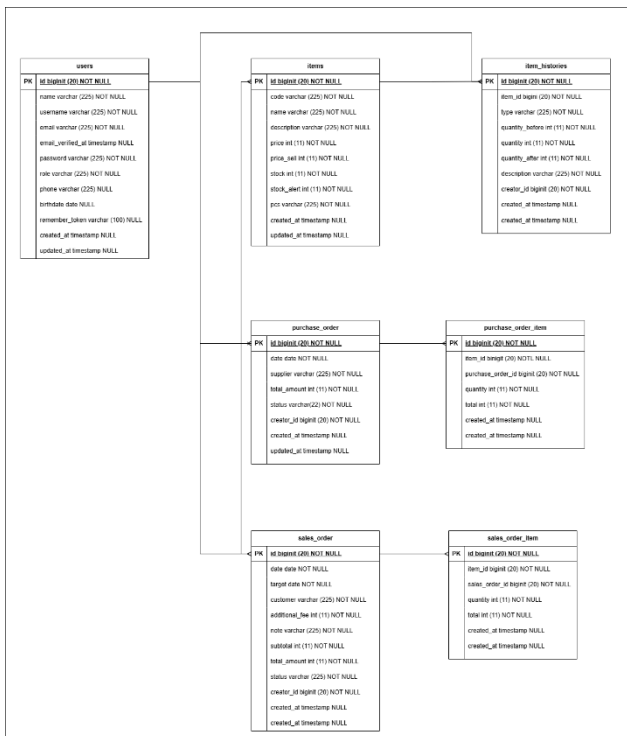 users
PK id biginit (20) NOT NULL
name varchar (225) NOT NULL
username varchar (225) NOT NULL
email varchar (225) NOT NULL
email_verified_at timestamp NULL
password varchar (225) NOT NULL
role varchar (225) NOT NULL
phone varchar (225) NULL
birthdate date NULL
remember_token varchar (100) NULL
created_at timestamp NULL
updated_at timestamp NULL
items
PK id biginit (20) NOT NULL
code varchar (225) NOT NULL
name varchar (225) NOT NULL
description varchar (225) NOT NULL
price int (11) NOT NULL
price_sell int (11) NOT NULL
stock int (11) NOT NULL
stock_alert int (11) NOT NULL
pcs varchar (225) NOT NULL
created_at timestamp NULL
updated_at timestamp NULL
item_histories
PK id biginit (20) NOT NULL
item_id bigini (20) NOT NULL
type varchar (225) NOT NULL
quantity_before int (11) NOT NULL
quantity int (11) NOT NULL
quantity_after int (11) NOT NULL
description varchar (225) NOT NULL
creator_id biginit (20) NOT NULL
created_at timestamp NULL
created_at timestamp NULL
purchase_order
PK id biginit (20) NOT NULL
date date NOT NULL
supplier varchar (225) NOT NULL
total_amount int (11) NOT NULL
status varchar(22) NOT NULL
creator_id biginit (20) NOT NULL
created_at timestamp NULL
updated_at timestamp NULL
purchase_order_item
PK id biginit (20) NOT NULL
item_id binigit (20) NOTL NULL
purchase_order_id biginit (20) NOT NULL
quantity int (11) NOT NULL
total int (11) NOT NULL
created_at timestamp NULL
created_at timestamp NULL
sales_order
PK id biginit (20) NOT NULL
date date NOT NULL
target date NOT NULL
customer varchar (225) NOT NULL
additional_fee int (11) NOT NULL
note varchar (225) NOT NULL
subtotal int (11) NOT NULL
total_amount int (11) NOT NULL
status varchar (225) NOT NULL
creator_id biginit (20) NOT NULL
created_at timestamp NULL
created_at timestamp NULL
sales_order_item
PK id biginit (20) NOT NULL
item_id biginit (20) NOT NULL
sales_order_id biginit (20) NOT NULL
quantity int (11) NOT NULL
total int (11) NOT NULL
created_at timestamp NULL
created_at timestamp NULL